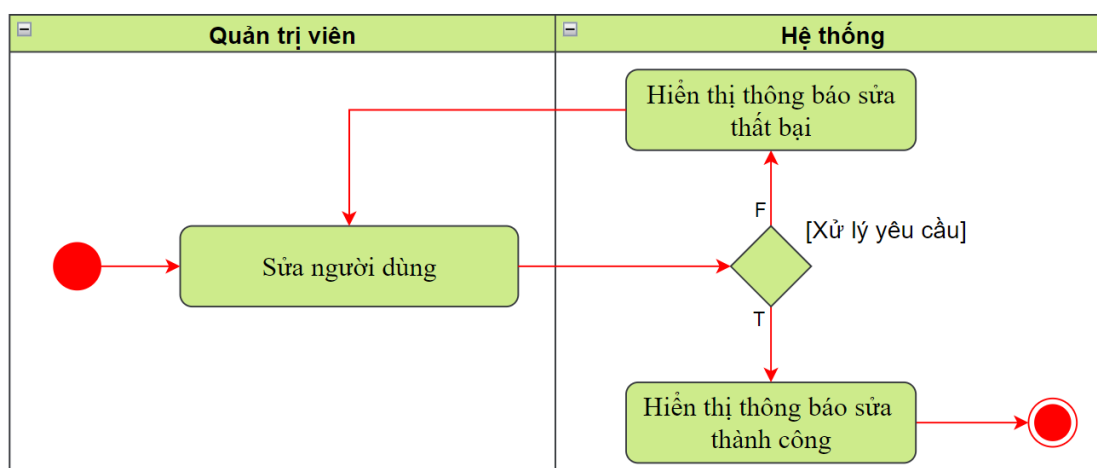 Quản trị viên
Hệ thống
Hiển thị thông báo sửa
thất bại
F
[Xử lý yêu cầu]
Sửa người dùng
T
Hiển thị thông báo sửa
thành công